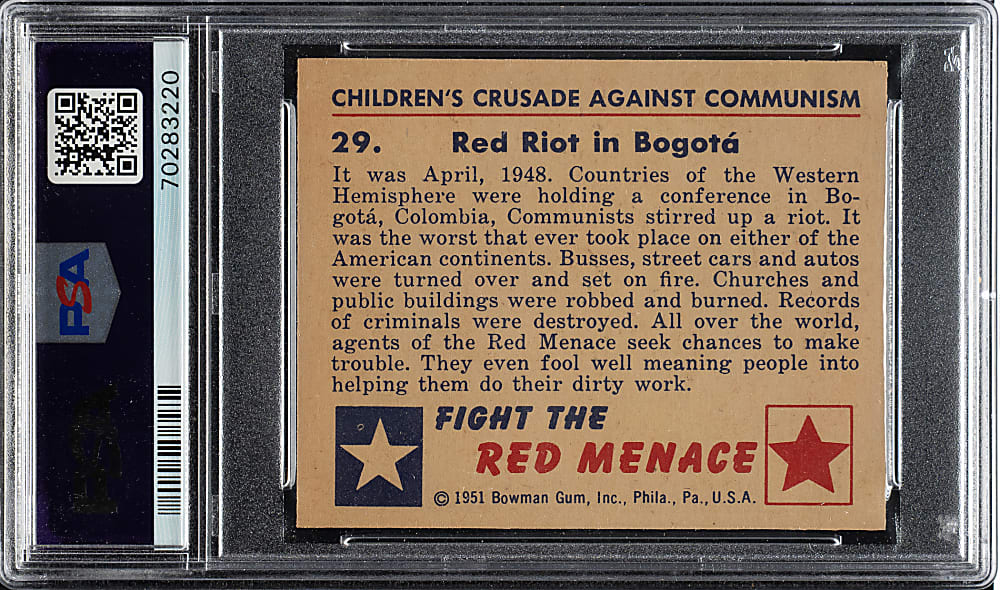 70283220
PSA
CHILDREN'S CRUSADE AGAINST COMMUNISM
29. Red Riot in Bogotá
It was April, 1948. Countries of the Western
Hemisphere were holding a conference in Bo-
gotá, Colombia, Communists stirred up a riot. It
was the worst that ever took place on either of the
American continents. Busses, street cars and autos
were turned over and set on fire. Churches and
public buildings were robbed and burned. Records
of criminals were destroyed. All over the world,
agents of the Red Menace seek chances to make
trouble. They even fool well meaning people into
helping them do their dirty work.
FIGHT THE
RED MENACE
© 1951 Bowman Gum, Inc., Phila., Pa., U.S.A.